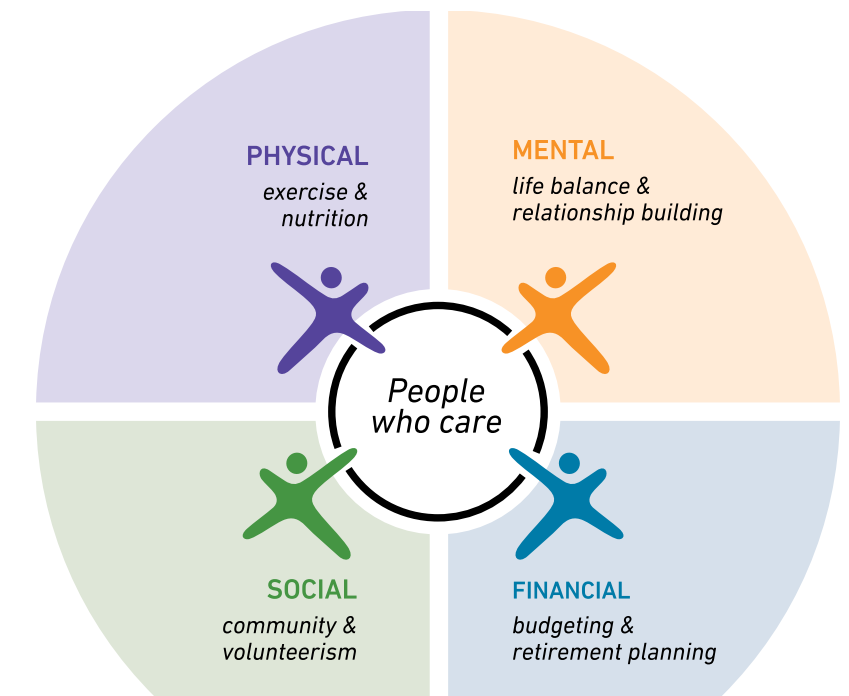 PHYSICAL
exercise &
nutrition
MENTAL
life balance &
relationship building
People
who care
SOCIAL
community &
volunteerism
FINANCIAL
budgeting &
retirement planning